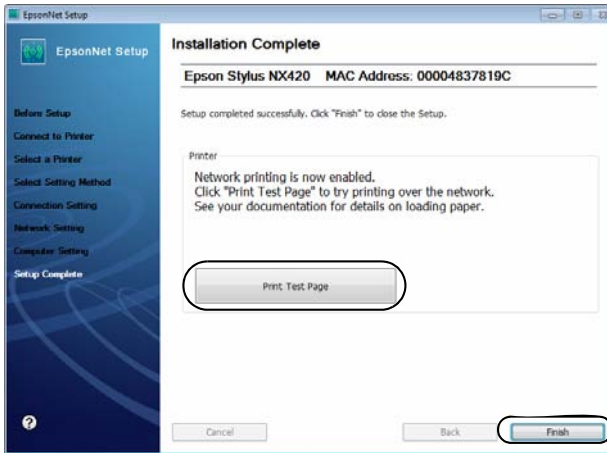 EpsonNet Setup
EpsonNet Setup
Before Setup
Connect to Printer
Select a Printer
Select Setting Method
Connection Setting
Network Setting
Computer Setting
Setup Complete
?
Installation Complete
Epson Stylus NX420 MAC Address: 00004837819C
Setup completed successfully. Click "Finish" to close the Setup.
Printer
Network printing is now enabled.
Click "Print Test Page" to try printing over the network.
See your documentation for details on loading paper.
Print Test Page
Cancel
Back
Finish